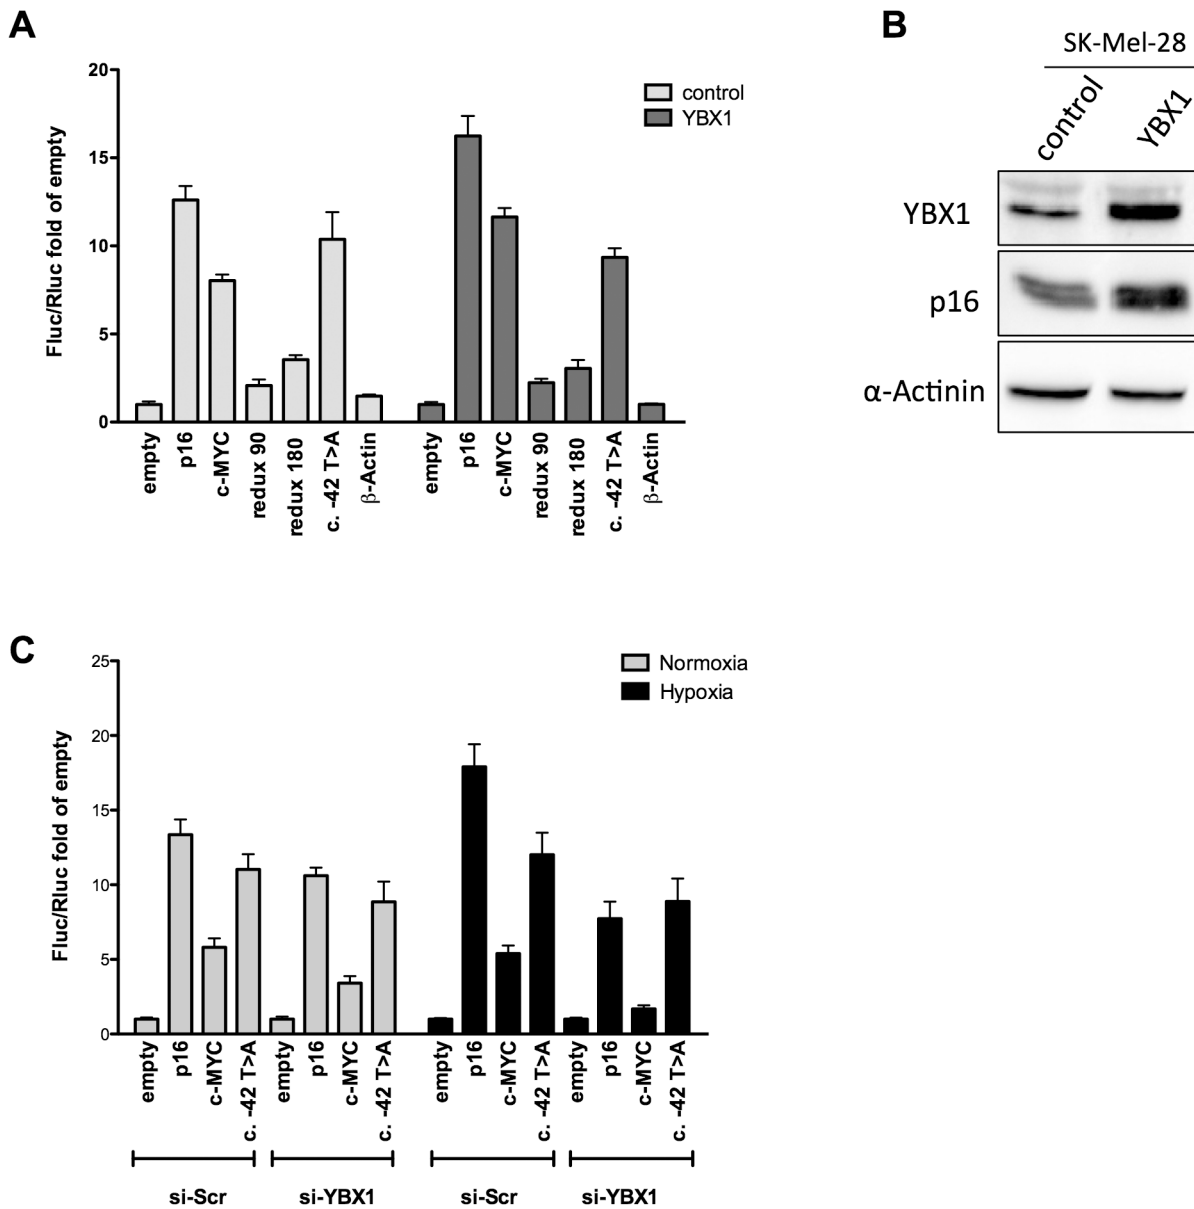 A
Fluc/Rluc fold of empty
20
15
10
5
0
control
YBX1
empty
p16
c-MYC
redux 90
redux 180
c. -42 T>A
β-Actin
empty
p16
c-MYC
redux 90
redux 180
c. -42 T>A
β-Actin
B
SK-Mel-28
control
YBX1
YBX1
p16
α-Actinin
C
Fluc/Rluc fold of empty
25
20
15
10
5
0
Normoxia
Hypoxia
empty
p16
c-MYC
c. -42 T>A
empty
p16
c-MYC
c. -42 T>A
empty
p16
c-MYC
c. -42 T>A
empty
p16
c-MYC
c. -42 T>A
si-Scr
si-YBX1
si-Scr
si-YBX1